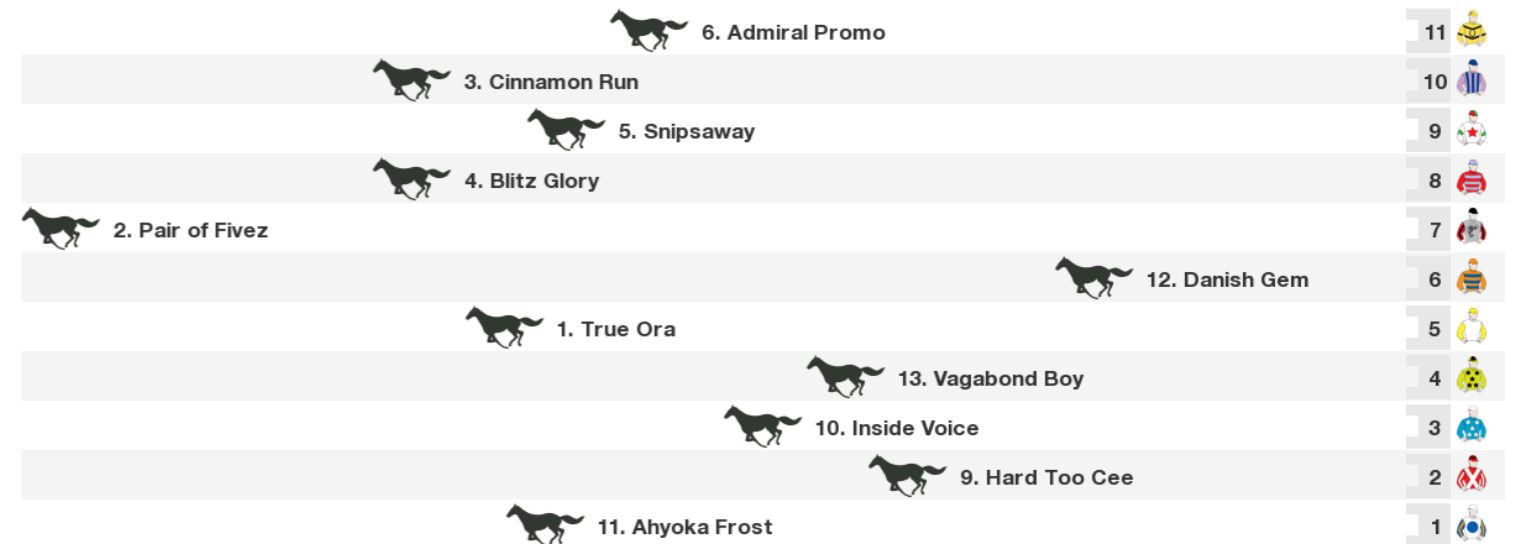 6. Admiral Promo 11
3. Cinnamon Run 10
5. Snipsaway 9
4. Blitz Glory 8
2. Pair of Fivez 7
12. Danish Gem 6
1. True Ora 5
13. Vagabond Boy 4
10. Inside Voice 3
9. Hard Too Cee 2
11. Ahyoka Frost 1